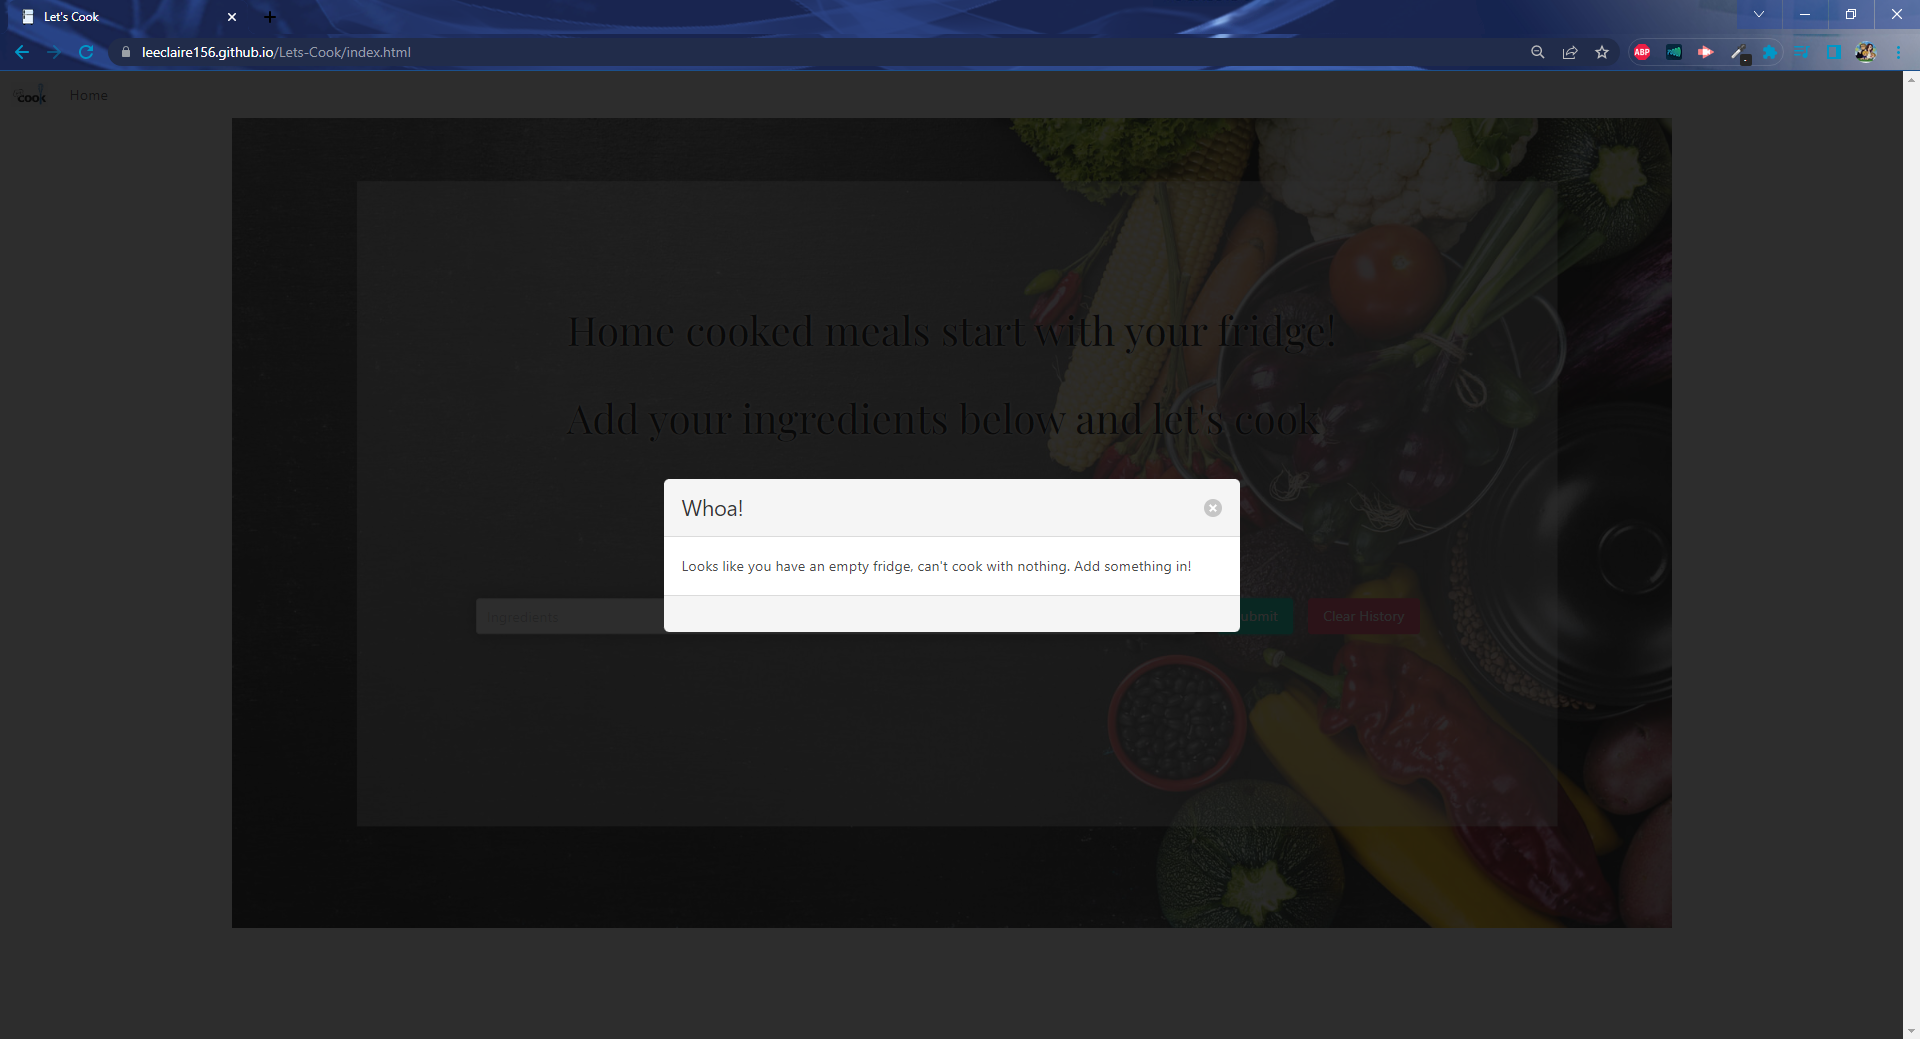 Let's Cook
leeclaire156.github.io/Lets-Cook/index.html
ABP
cook
Home
Home cooked meals start with your fridge!
Add your ingredients below and let's cook
Whoa!
Looks like you have an empty fridge, can't cook with nothing. Add something in!
Ingredients
ubmit
Clear History